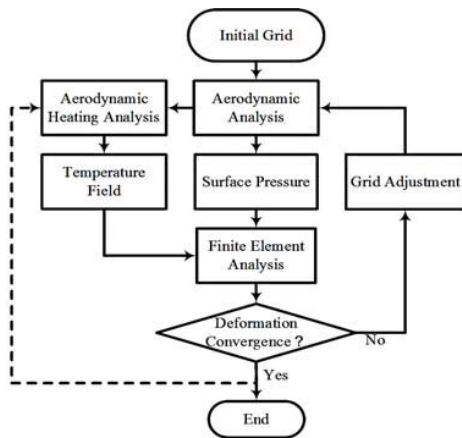 Initial Grid
Aerodynamic
Heating Analysis
Aerodynamic
Analysis
Temperature
Field
Surface Pressure
Grid Adjustment
Finite Element
Analysis
Deformation
Convergence ?
No
Yes
End